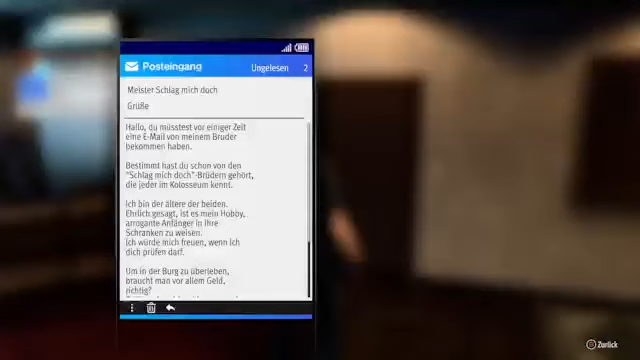 Posteingang
Ungelesen 2
Meister Schlag mich doch
Grüße
Hallo, du müsstest vor einiger Zeit
eine E-Mail von meinem Bruder
bekommen haben.
Bestimmt hast du schon von den
"Schlag mich doch"-Brüdern gehört,
die jeder im Kolosseum kennt.
Ich bin der ältere der beiden.
Ehrlich gesagt, ist es mein Hobby,
arrogante Anfänger in ihre
Schranken zu weisen.
Ich würde mich freuen, wenn ich
dich prüfen darf.
Um in der Burg zu überleben,
braucht man vor allem Geld,
richtig?
Zurück